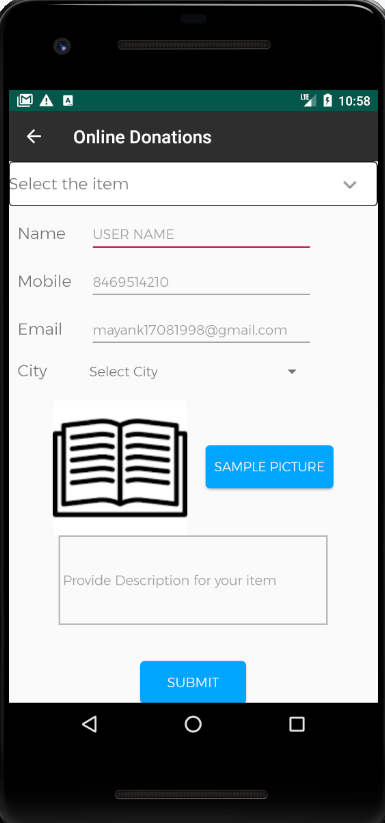 LTE 10:58
Online Donations
Select the item
Name USER NAME
Mobile 8469514210
Email mayank17081998@gmail.com
City Select City
SAMPLE PICTURE
Provide Description for your item
SUBMIT